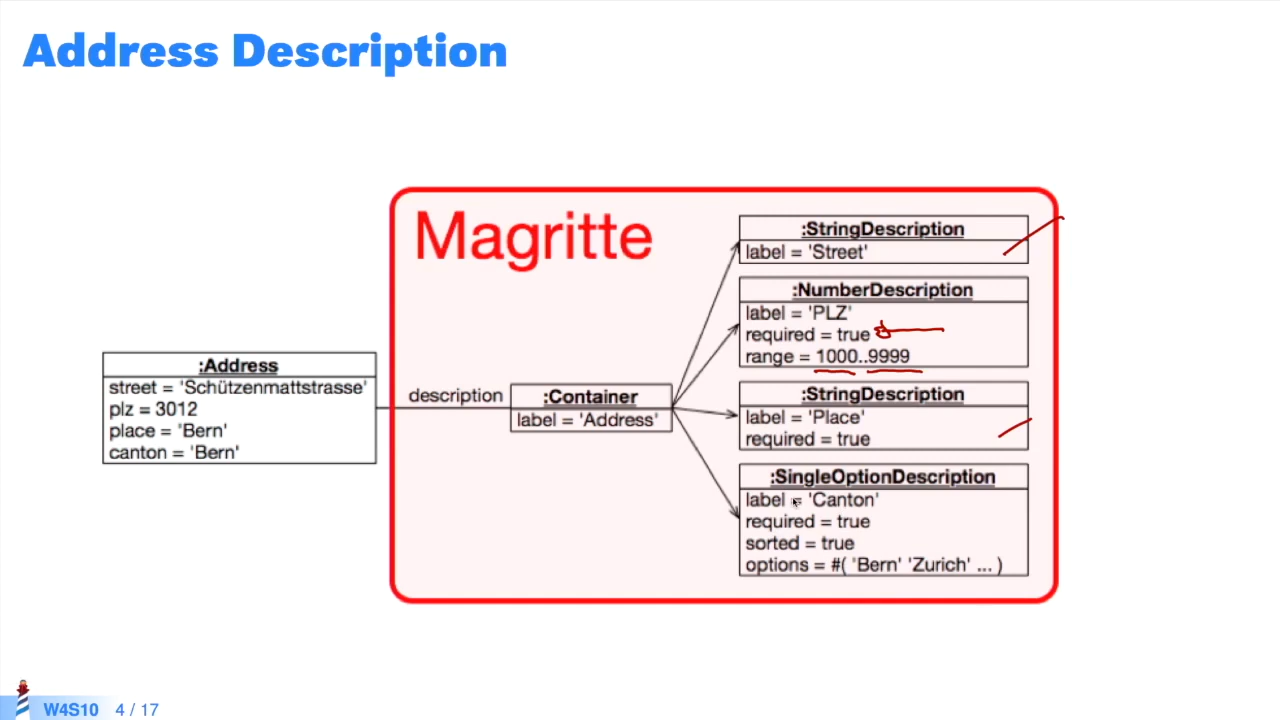 Address Description
Magritte
:Address
street = 'Schützenmattstrasse'
plz = 3012
place = 'Bern'
canton = 'Bern'
description
:Container
label = 'Address'
:StringDescription
label = 'Street'
:NumberDescription
label = 'PLZ'
required = true
range = 1000..9999
:StringDescription
label = 'Place'
required = true
:SingleOptionDescription
label = 'Canton'
required = true
sorted = true
options = #( 'Bern' 'Zurich' ... )
W4S10 4 / 17